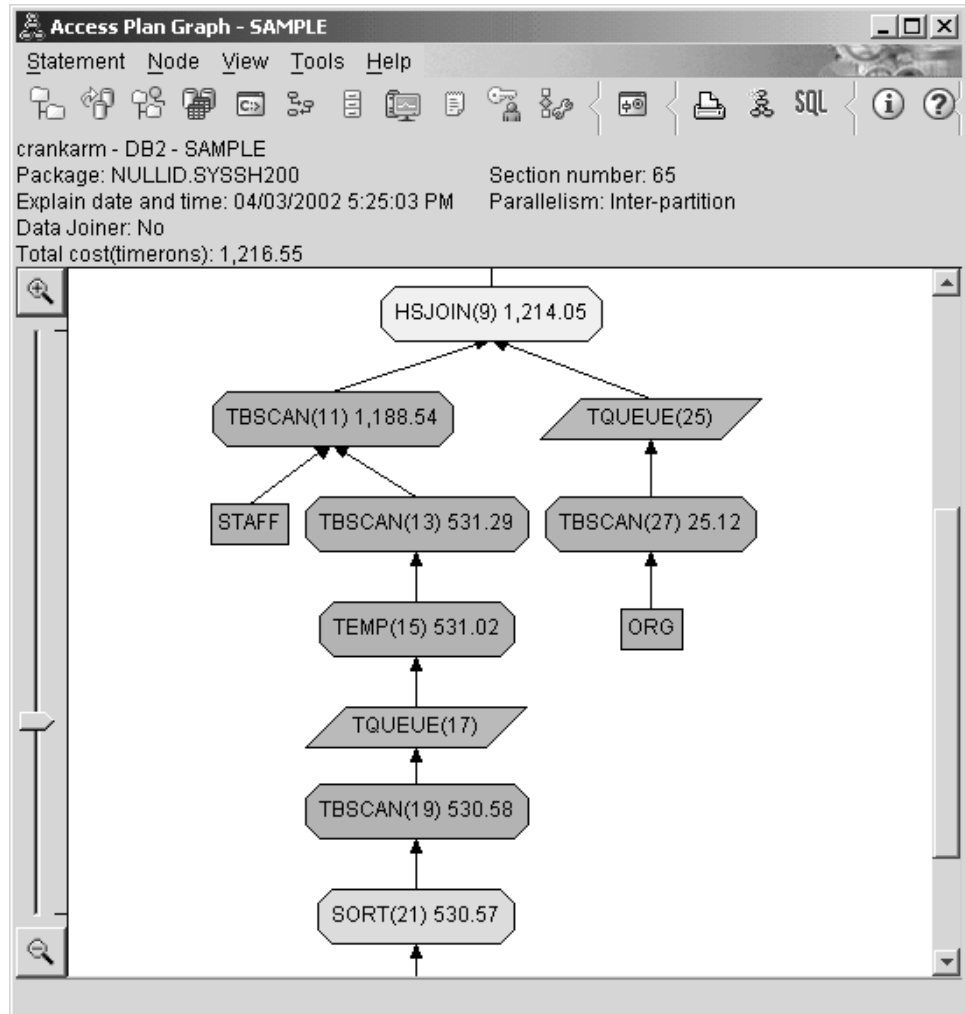 Access Plan Graph - SAMPLE
Statement Node View Tools Help
C:\> SQL
crankarm - DB2 - SAMPLE
Package: NULLID.SYSSH200 Section number: 65
Explain date and time: 04/03/2002 5:25:03 PM Parallelism: Inter-partition
Data Joiner: No
Total cost(timerons): 1,216.55
HSJOIN(9) 1,214.05
TBSCAN(11) 1,188.54 TQUEUE(25)
STAFF TBSCAN(13) 531.29 TBSCAN(27) 25.12
TEMP(15) 531.02 ORG
TQUEUE(17)
TBSCAN(19) 530.58
SORT(21) 530.57